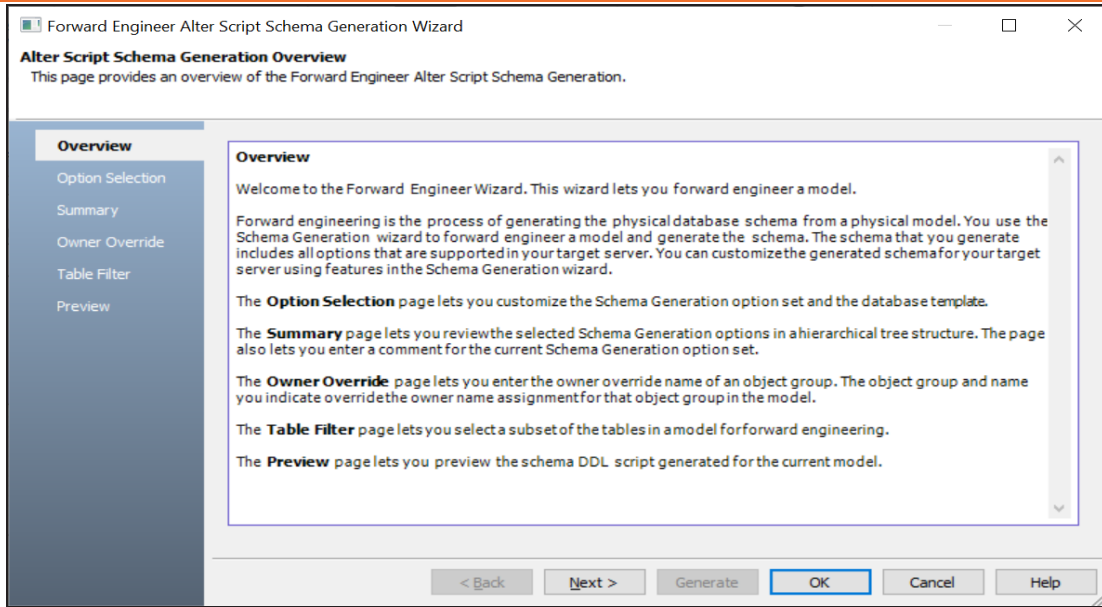 Forward Engineer Alter Script Schema Generation Wizard
Alter Script Schema Generation Overview
This page provides an overview of the Forward Engineer Alter Script Schema Generation.
Overview
Option Selection
Summary
Owner Override
Table Filter
Preview
Overview
Welcome to the Forward Engineer Wizard. This wizard lets you forward engineer a model.
Forward engineering is the process of generating the physical database schema from a physical model. You use the
Schema Generation wizard to forward engineer a model and generate the schema. The schema that you generate
includes all options that are supported in your target server. You can customize the generated schema for your target
server using features in the Schema Generation wizard.
The Option Selection page lets you customize the Schema Generation option set and the database template.
The Summary page lets you review the selected Schema Generation options in a hierarchical tree structure. The page
also lets you enter a comment for the current Schema Generation option set.
The Owner Override page lets you enter the owner override name of an object group. The object group and name
you indicate override the owner name assignment for that object group in the model.
The Table Filter page lets you select a subset of the tables in a model for forward engineering.
The Preview page lets you preview the schema DDL script generated for the current model.
< Back
Next >
Generate
OK
Cancel
Help